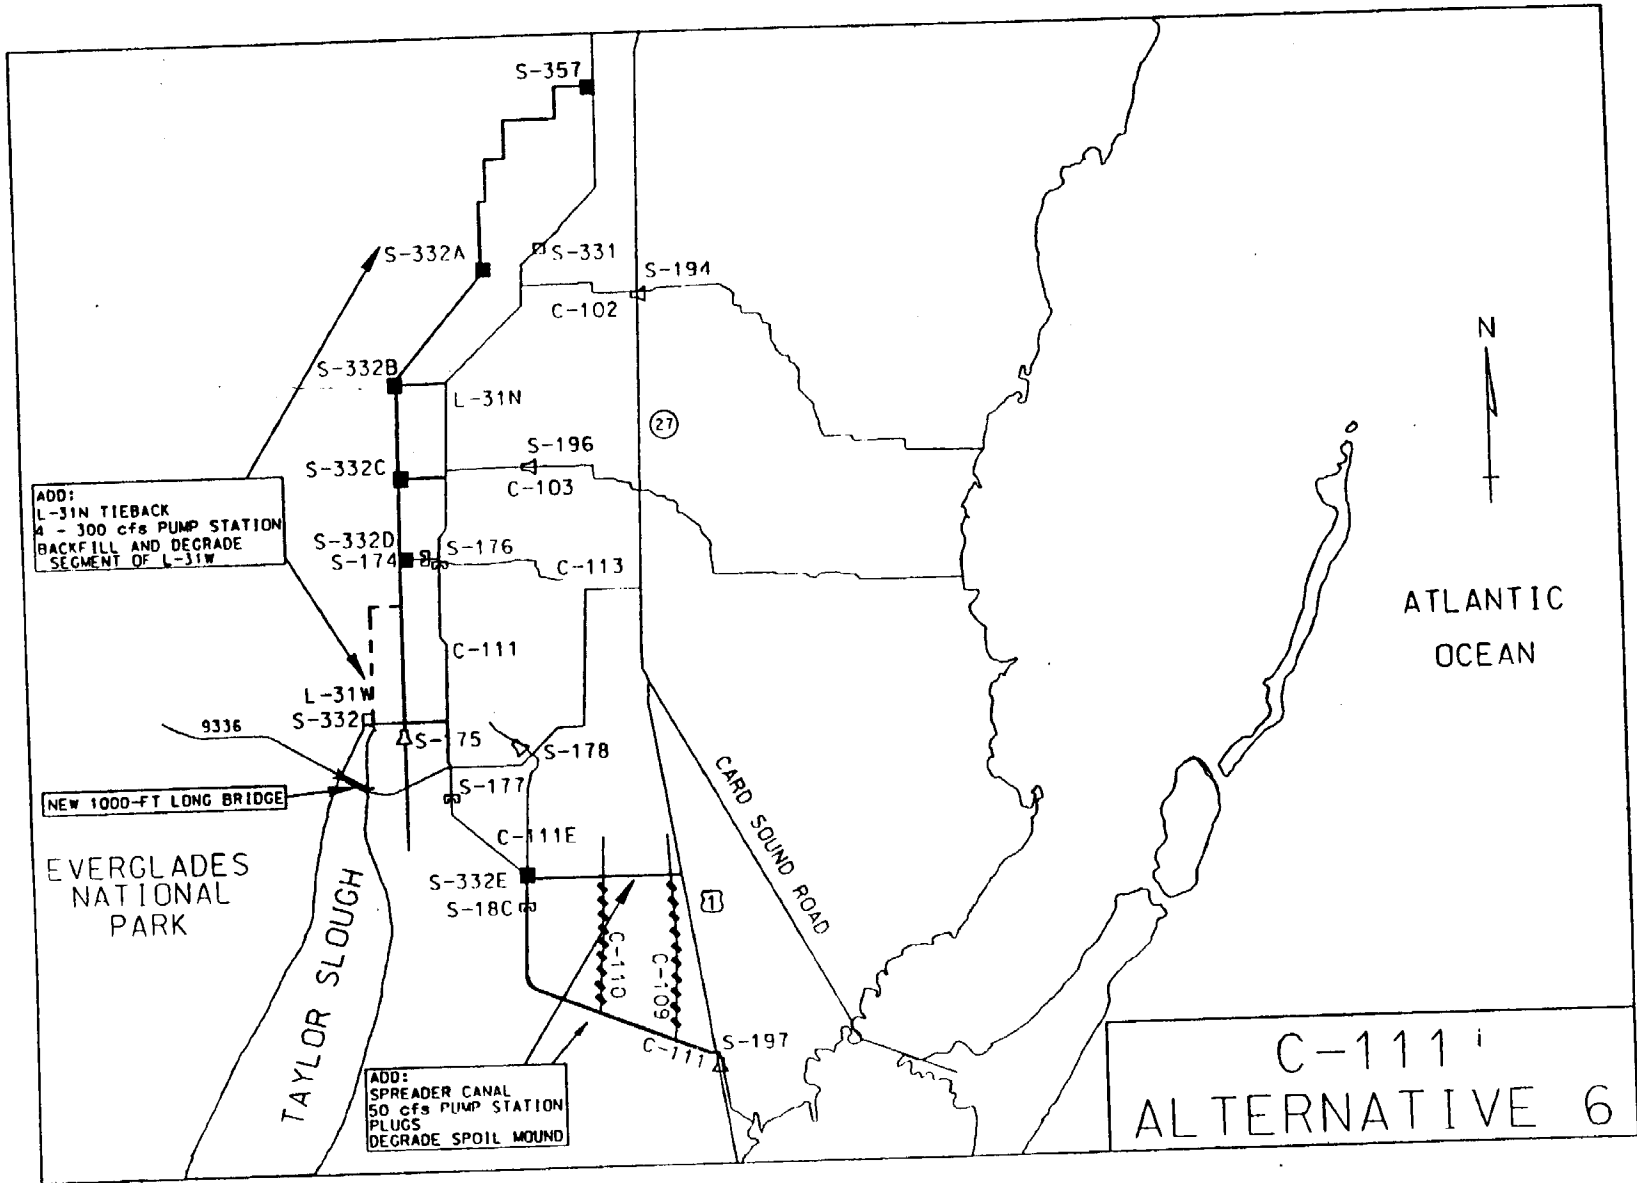 S-357
S-332A
S-331
S-194
C-102
S-332B
L-31N
27
S-196
S-332C
C-103
N
ADD:
L-31N TIEBACK
4 - 300 cfs PUMP STATION
BACKFILL AND DEGRADE
SEGMENT OF L-31W
S-332D
S-176
S-174
C-113
ATLANTIC
OCEAN
C-111
L-31W
S-332
9336
S-175
S-178
S-177
CARD SOUND ROAD
NEW 1000-FT LONG BRIDGE
C-111E
EVERGLADES
NATIONAL
PARK
S-332E
S-18C
1
TAYLOR SLOUGH
C-110
C-109
C-111
S-197
ADD:
SPREADER CANAL
50 cfs PUMP STATION
PLUGS
DEGRADE SPOIL MOUND
C-111
ALTERNATIVE 6